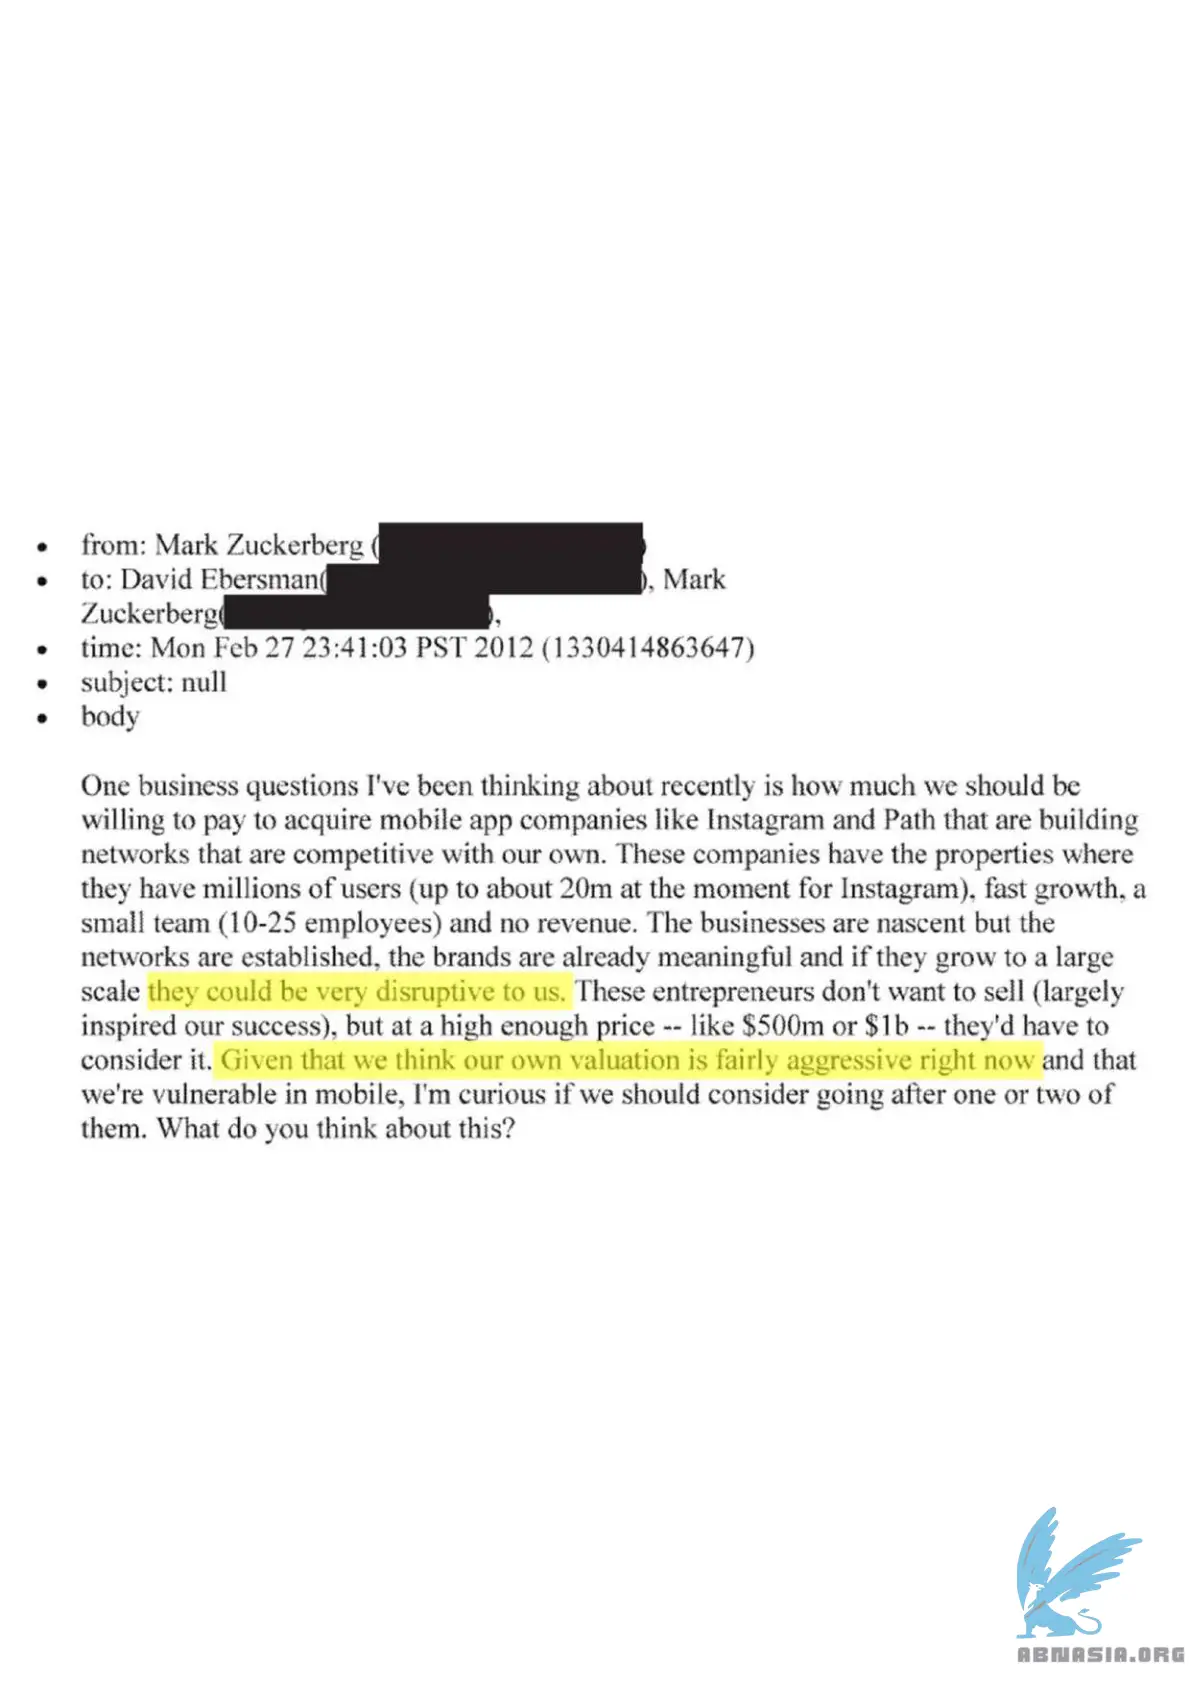 from: Mark Zuckerberg ( )
to: David Ebersman( ), Mark
Zuckerberg( ),
time: Mon Feb 27 23:41:03 PST 2012 (1330414863647)
subject: null
body
One business questions I've been thinking about recently is how much we should be
willing to pay to acquire mobile app companies like Instagram and Path that are building
networks that are competitive with our own. These companies have the properties where
they have millions of users (up to about 20m at the moment for Instagram), fast growth, a
small team (10-25 employees) and no revenue. The businesses are nascent but the
networks are established, the brands are already meaningful and if they grow to a large
scale they could be very disruptive to us. These entrepreneurs don't want to sell (largely
inspired our success), but at a high enough price -- like $500m or $1b -- they'd have to
consider it. Given that we think our own valuation is fairly aggressive right now and that
we're vulnerable in mobile, I'm curious if we should consider going after one or two of
them. What do you think about this?
ABNASIA.ORG